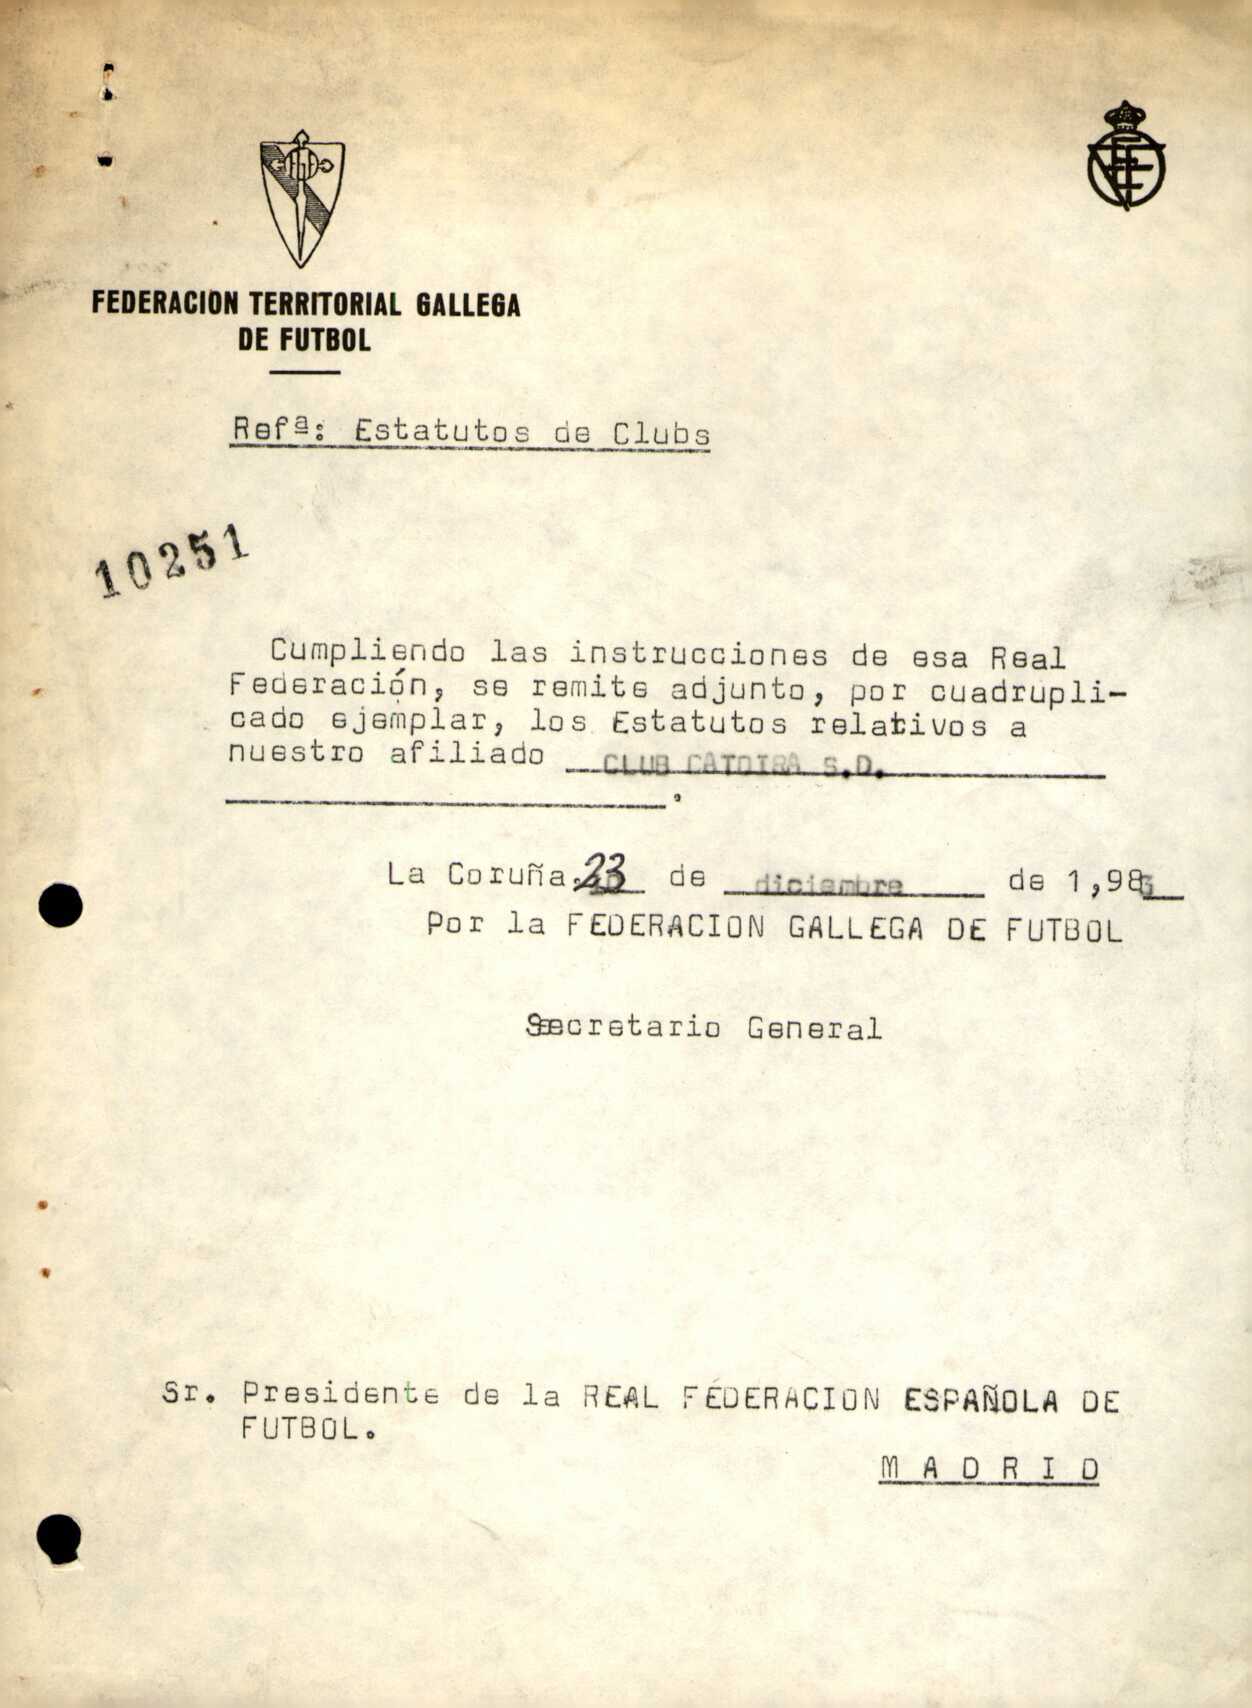 FGF
FEDERACION TERRITORIAL GALLEGA
DE FUTBOL
Refª: Estatutos de Clubs
10251
Cumpliendo las instrucciones de esa Real
Federación, se remite adjunto, por cuadrupli-
cado ejemplar, los Estatutos relativos a
nuestro afiliado CLUB CATOIRA S.D.
.
La Coruña, 23 de diciembre de 1,983
Por la FEDERACION GALLEGA DE FUTBOL
Secretario General
Sr. Presidente de la REAL FEDERACION ESPAÑOLA DE
FUTBOL.
M A D R I D